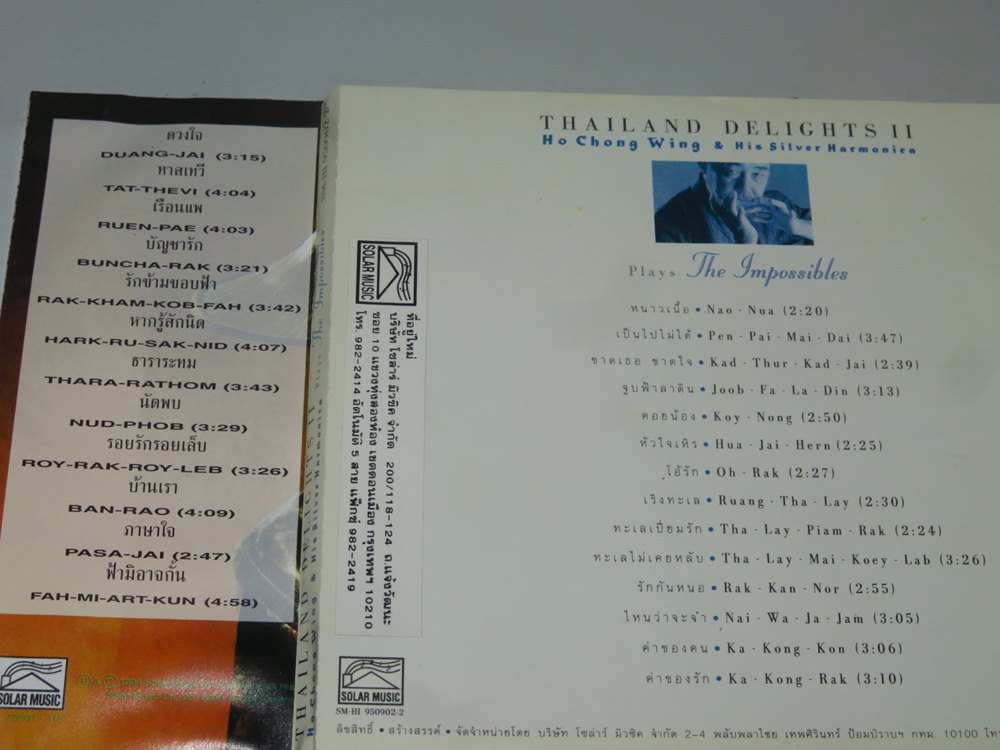 ดวงใจ
DUANG-JAI (3:15)
ทาสเทวี
TAT-THEVI (4:04)
เรือนแพ
RUEN-PAE (4:03)
บัญชารัก
BUNCHA-RAK (3:21)
รักข้ามขอบฟ้า
RAK-KHAM-KOB-FAH (3:42)
หากรู้สักนิด
HARK-RU-SAK-NID (4:07)
ธาราระทม
THARA-RATHOM (3:43)
นัดพบ
NUD-PHOB (3:29)
รอยรักรอยเล็บ
ROY-RAK-ROY-LEB (3:26)
บ้านเรา
BAN-RAO (4:09)
ภาษาใจ
PASA-JAI (2:47)
ฟ้ามิอาจกั้น
FAH-MI-ART-KUN (4:58)
SOLAR MUSIC
SM-HI 950902-2
THAILAND DELIGHTS II
Ho Chong Wing & His Silver Harmonica Plays The Impossibles
THAILAND DELIGHTS II
Ho Chong Wing & His Silver Harmonica
Plays The Impossibles
หนาวเนื้อ • Nao - Nua (2:20)
เป็นไปไม่ได้ • Pen - Pai - Mai - Dai (3:47)
ขาดเธอ ขาดใจ • Kad - Thur - Kad - Jai (2:39)
จูบฟ้าลาดิน • Joob - Fa - La - Din (3:13)
คอยน้อง • Koy - Nong (2:50)
หัวใจเหิร • Hua - Jai - Hern (2:25)
โอ้รัก • Oh - Rak (2:27)
เริงทะเล • Ruang - Tha - Lay (2:30)
ทะเลเปี่ยมรัก • Tha - Lay - Piam - Rak (2:24)
ทะเลไม่เคยหลับ • Tha - Lay - Mai - Koey - Lab (3:26)
รักกันหนอ • Rak - Kan - Nor (2:55)
ไหนว่าจะจำ • Nai - Wa - Ja - Jam (3:05)
ค่าของคน • Ka - Kong - Kon (3:06)
ค่าของรัก • Ka - Kong - Rak (3:10)
SOLAR MUSIC
ที่อยู่ใหม่
บริษัท โซล่าร์ มิวซิค จำกัด 200/118-124 ถ.แจ้งวัฒนะ
ซอย 10 แขวงทุ่งสองห้อง เขตดอนเมือง กรุงเทพฯ 10210
โทร. 982-2414 อัตโนมัติ 5 สาย แฟ็กซ์ 982-2419
SOLAR MUSIC
SM-HI 950902-2
ลิขสิทธิ์ • สร้างสรรค์ • จัดจำหน่ายโดย บริษัท โซล่าร์ มิวซิค จำกัด 2-4 พลับพลาไชย เทพศิรินทร์ ป้อมปราบฯ กทม. 10100